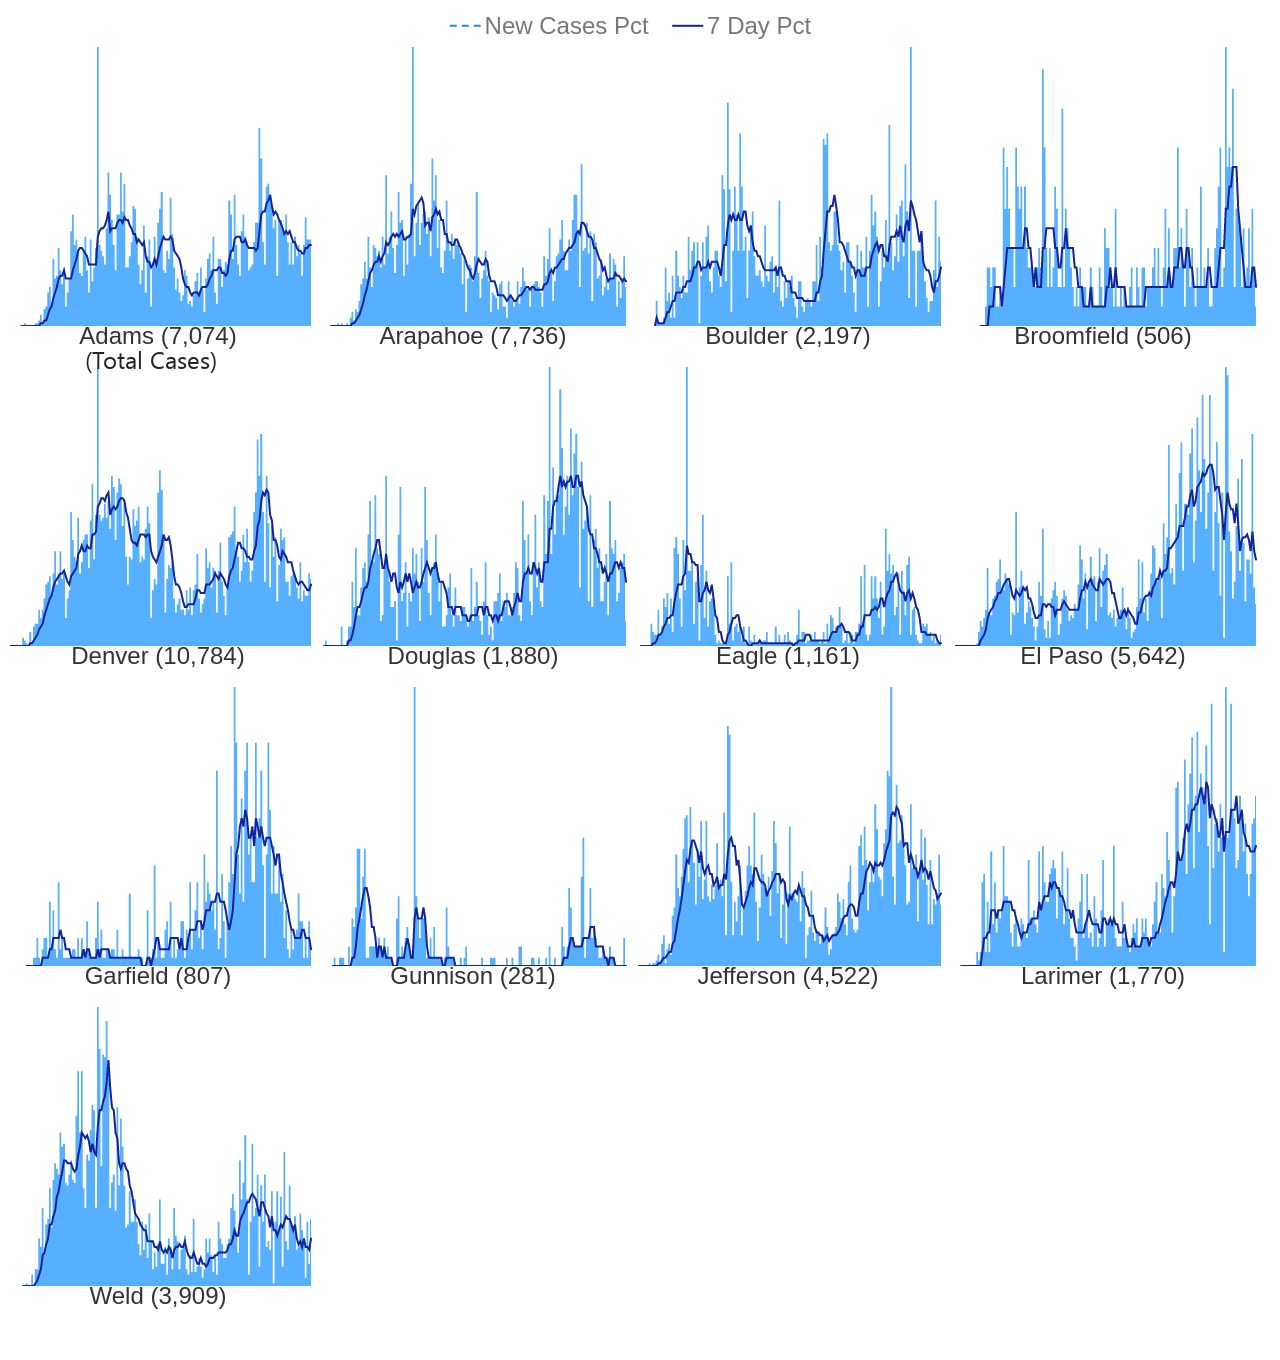 New Cases Pct 7 Day Pct
Adams (7,074) Arapahoe (7,736) Boulder (2,197) Broomfield (506)
(Total Cases)
Denver (10,784) Douglas (1,880) Eagle (1,161) El Paso (5,642)
Garfield (807) Gunnison (281) Jefferson (4,522) Larimer (1,770)
Weld (3,909)